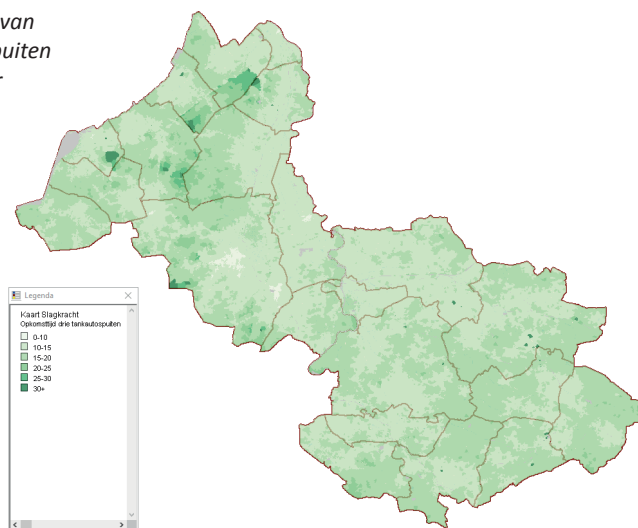 van
puiten
Legenda
Kaart Slagkracht
Opkomsttijd drie tankautospuiten
0-10
10-15
15-20
20-25
25-30
30+